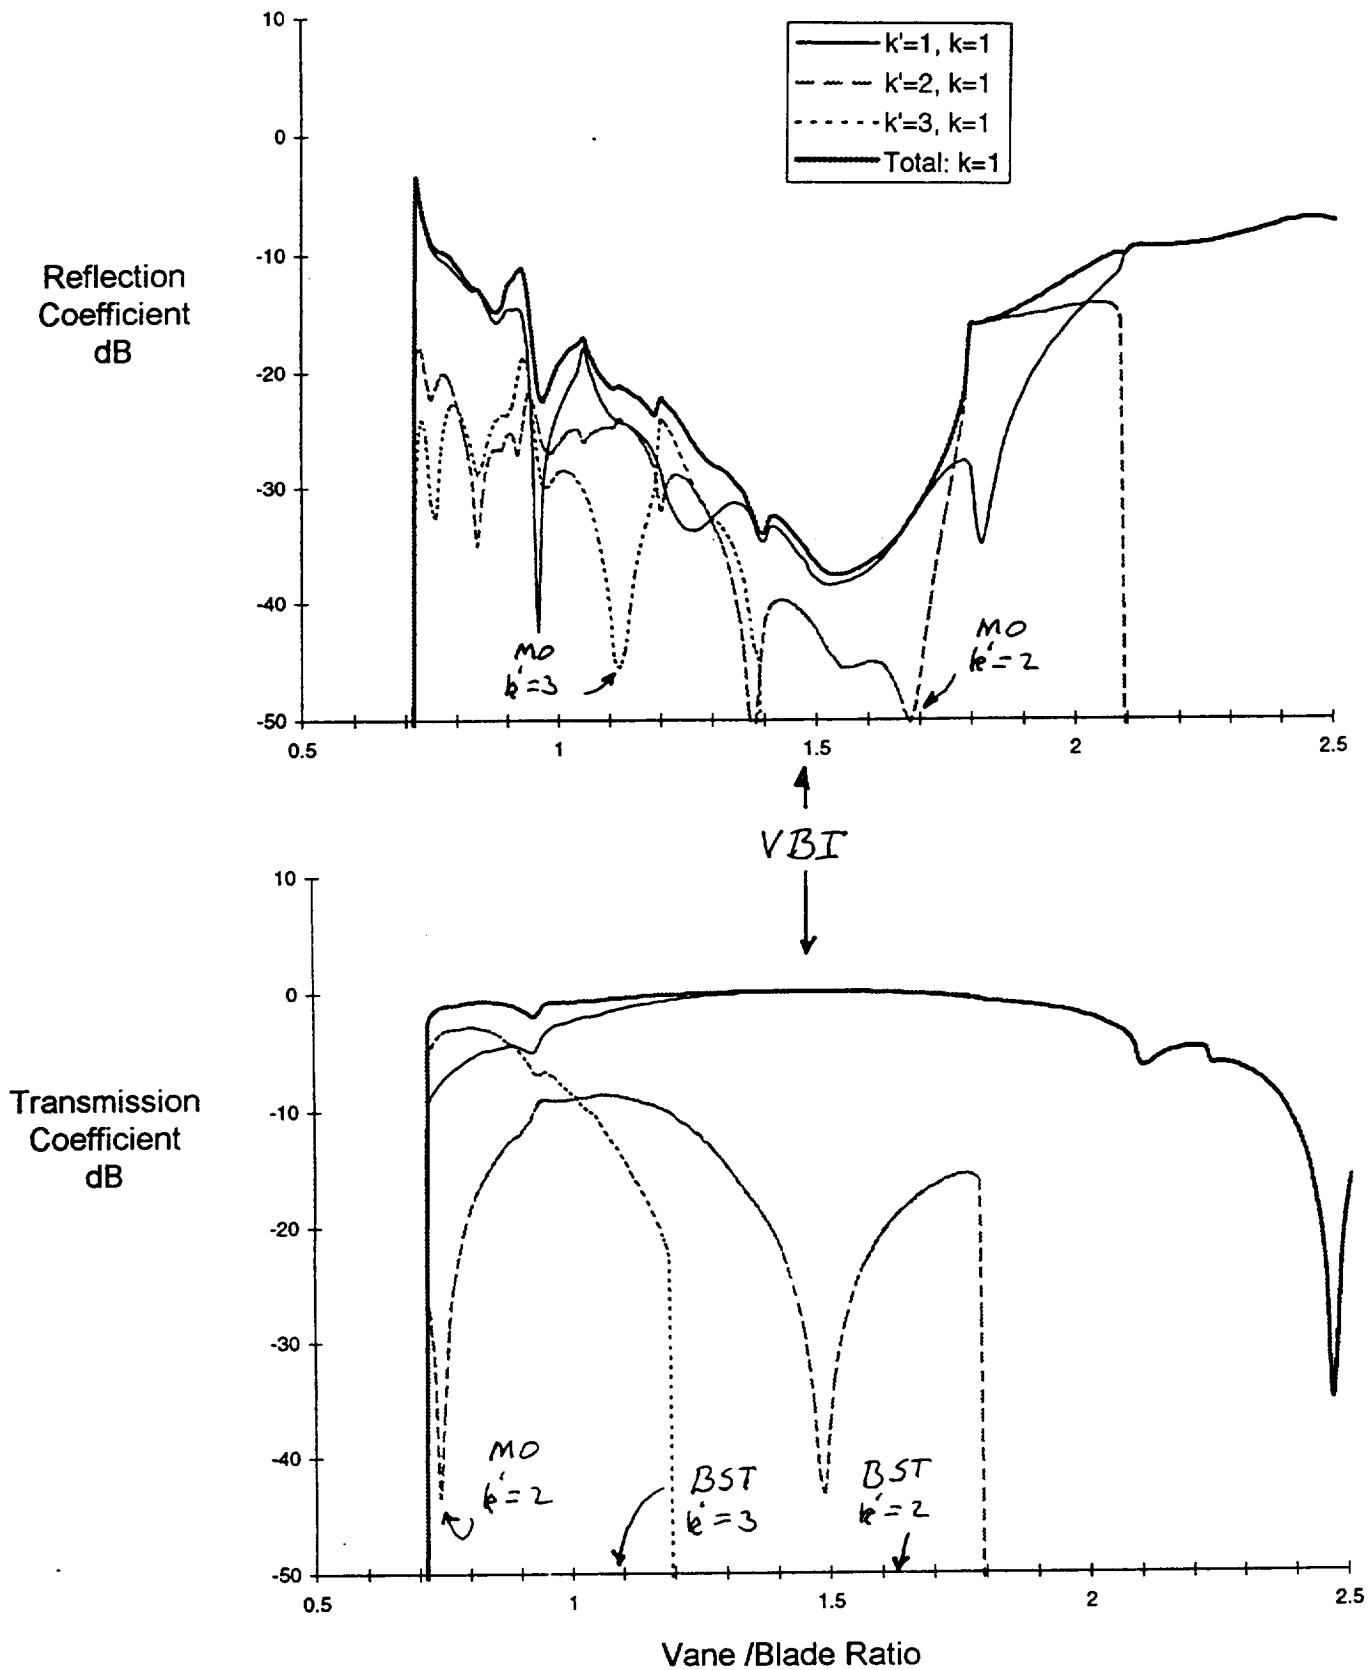 10
0
-10
-20
-30
-40
-50
Reflection
Coefficient
dB
k'=1, k=1
k'=2, k=1
k'=3, k=1
Total: k=1
MO
k'=3
MO
k'=2
0.5
1
1.5
2
2.5
VBI
10
0
-10
-20
-30
-40
-50
Transmission
Coefficient
dB
MO
k'=2
BST
k'=3
BST
k'=2
0.5
1
1.5
2
2.5
Vane /Blade Ratio